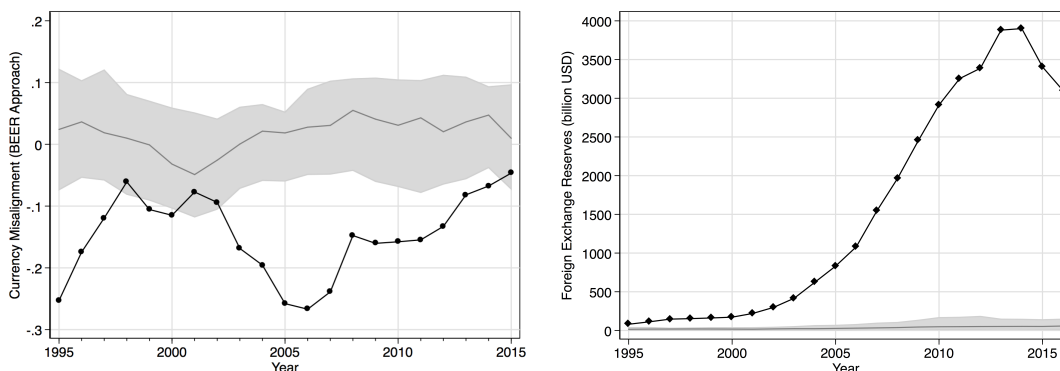 Currency Misalignment (BEER Approach)
.2
.1
0
-.1
-.2
-.3
1995 2000 2005 2010 2015
Year
Foreign Exchange Reserves (billion USD)
4000
3500
3000
2500
2000
1500
1000
500
0
1995 2000 2005 2010 2015
Year